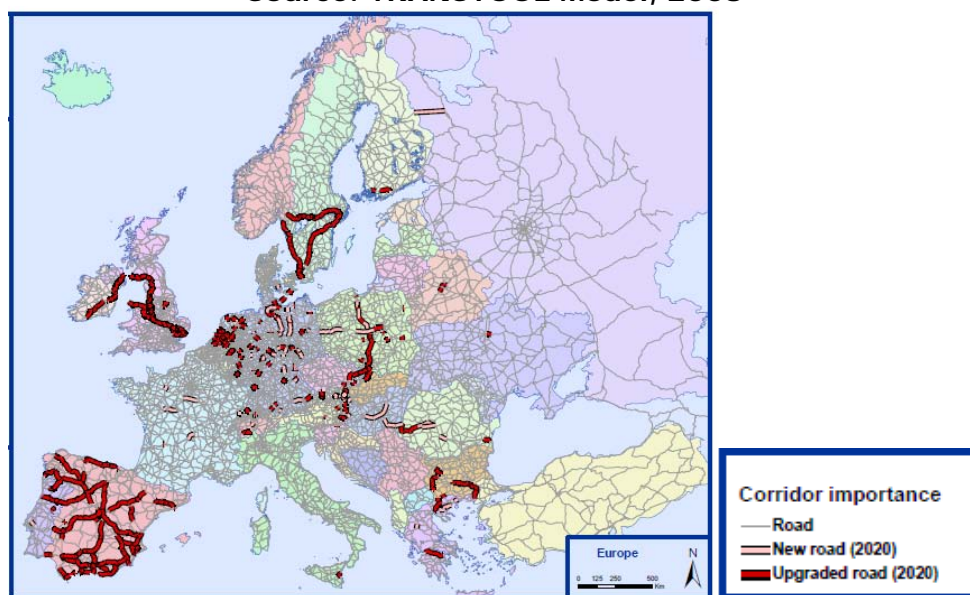 Europe
N
0 125 250 500
Km
Corridor importance
Road
New road (2020)
Upgraded road (2020)